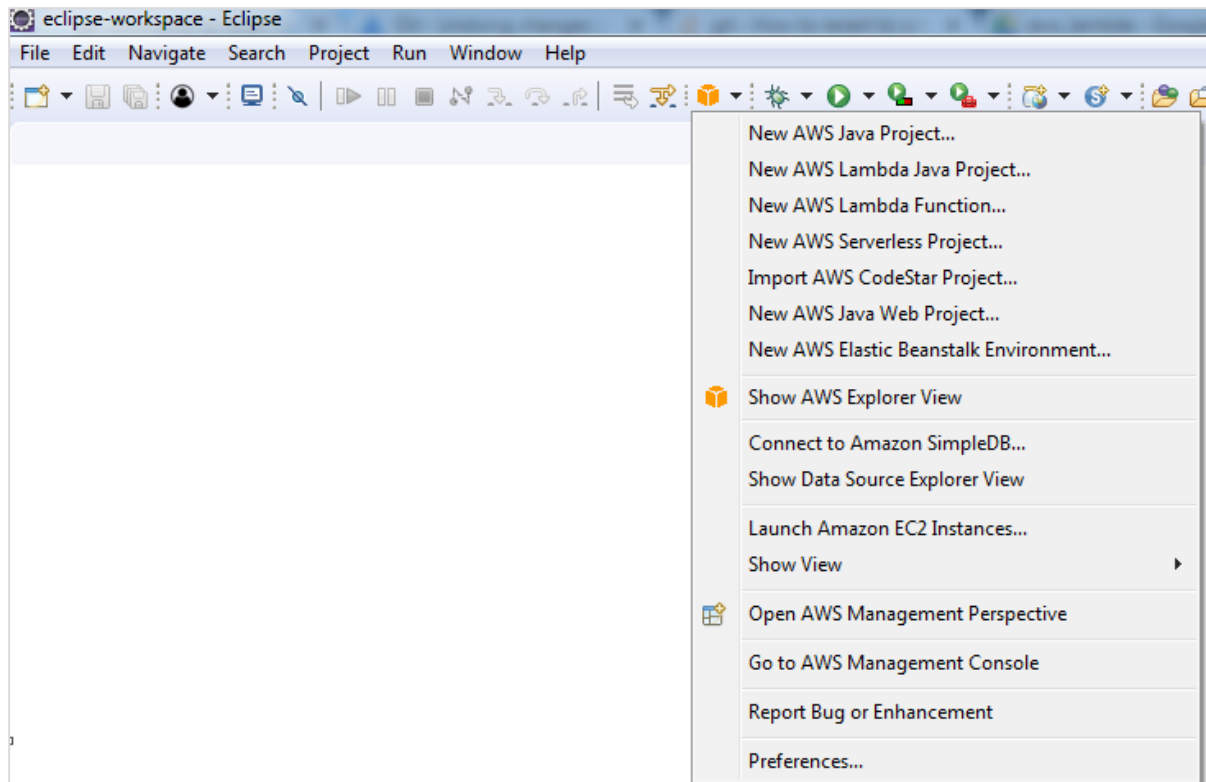 eclipse-workspace - Eclipse
File Edit Navigate Search Project Run Window Help
New AWS Java Project...
New AWS Lambda Java Project...
New AWS Lambda Function...
New AWS Serverless Project...
Import AWS CodeStar Project...
New AWS Java Web Project...
New AWS Elastic Beanstalk Environment...
Show AWS Explorer View
Connect to Amazon SimpleDB...
Show Data Source Explorer View
Launch Amazon EC2 Instances...
Show View
Open AWS Management Perspective
Go to AWS Management Console
Report Bug or Enhancement
Preferences...